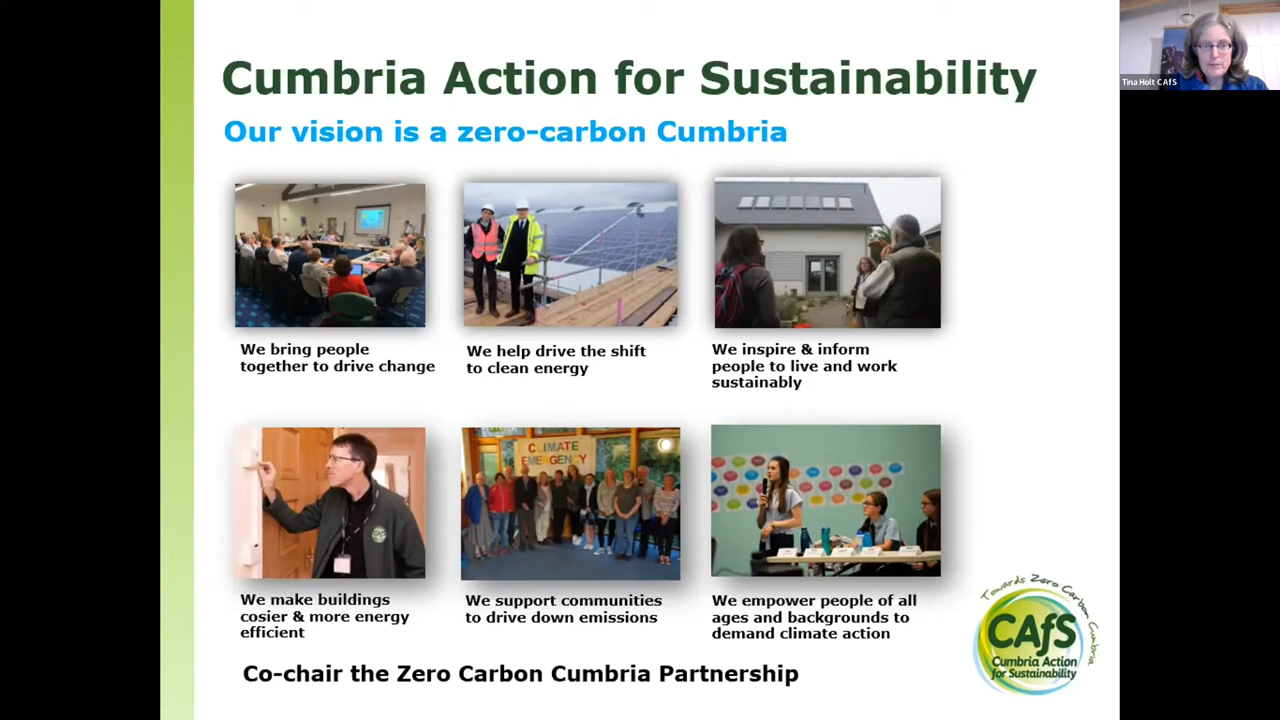 Cumbria Action for Sustainability
Our vision is a zero-carbon Cumbria
Tina Holt CAfS
We bring people
together to drive change
We help drive the shift
to clean energy
We inspire & inform
people to live and work
sustainably
CLIMATE
EMERGENCY
CAfS
We make buildings
cosier & more energy
efficient
We support communities
to drive down emissions
We empower people of all
ages and backgrounds to
demand climate action
Co-chair the Zero Carbon Cumbria Partnership
Towards Zero Carbon Cumbria
CAfS
Cumbria Action
for Sustainability